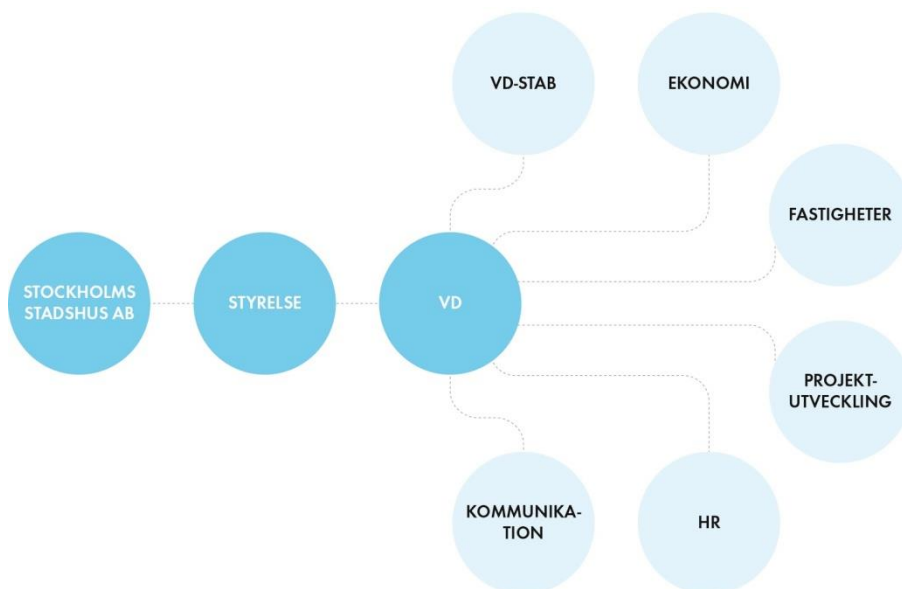 VD-STAB
EKONOMI
FASTIGHETER
STOCKHOLMS
STADSHUS AB
STYRELSE
VD
PROJEKT-
UTVECKLING
KOMMUNIKA-
TION
HR